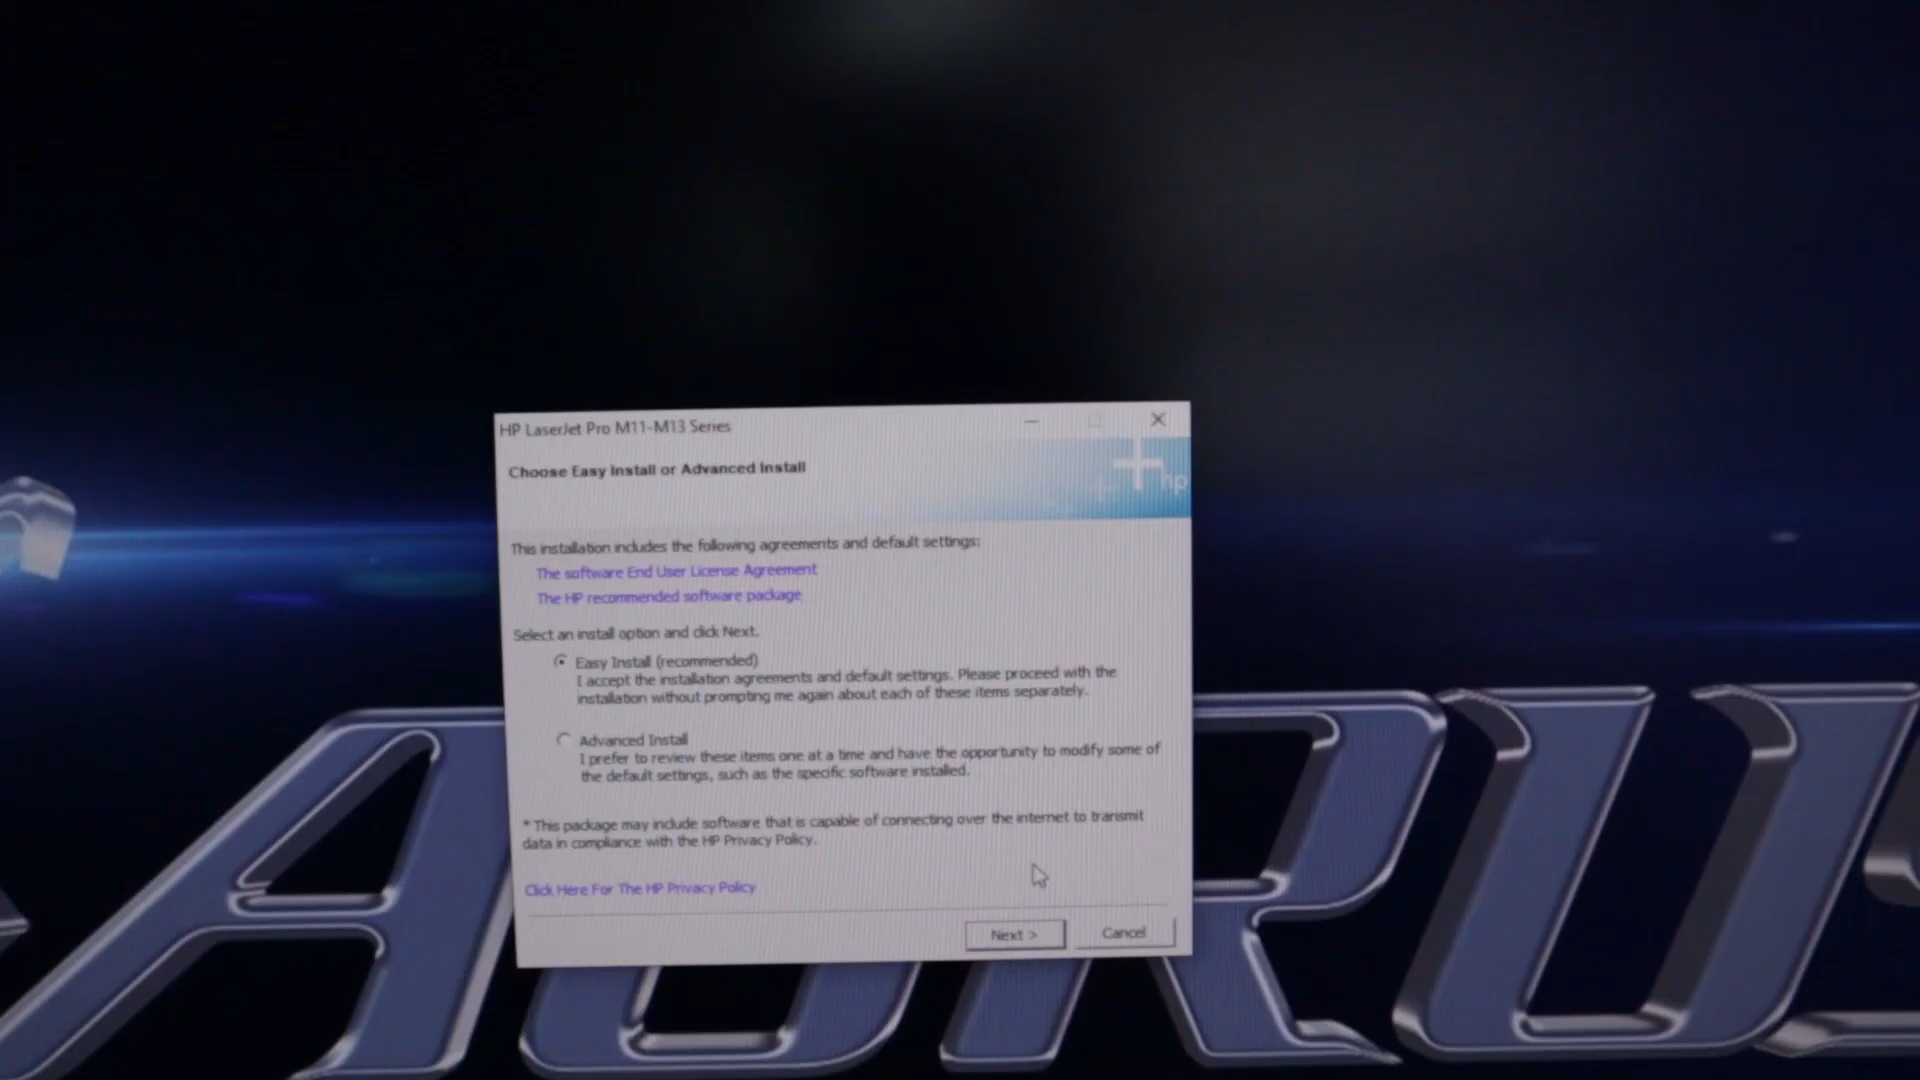 HP LaserJet Pro M11-M13 Series
Choose Easy Install or Advanced Install
hp
This installation includes the following agreements and default settings:
The software End User License Agreement
The HP recommended software package
Select an install option and click Next.
Easy Install (recommended)
I accept the installation agreements and default settings. Please proceed with the
installation without prompting me again about each of these items separately.
Advanced Install
I prefer to review these items one at a time and have the opportunity to modify some of
the default settings, such as the specific software installed.
* This package may include software that is capable of connecting over the internet to transmit
data in compliance with the HP Privacy Policy.
Click Here For The HP Privacy Policy
Next >
Cancel
AORUS